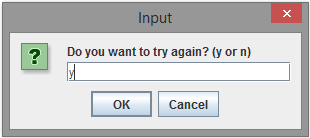 Input
x
?
Do you want to try again? (y or n)
y
OK Cancel